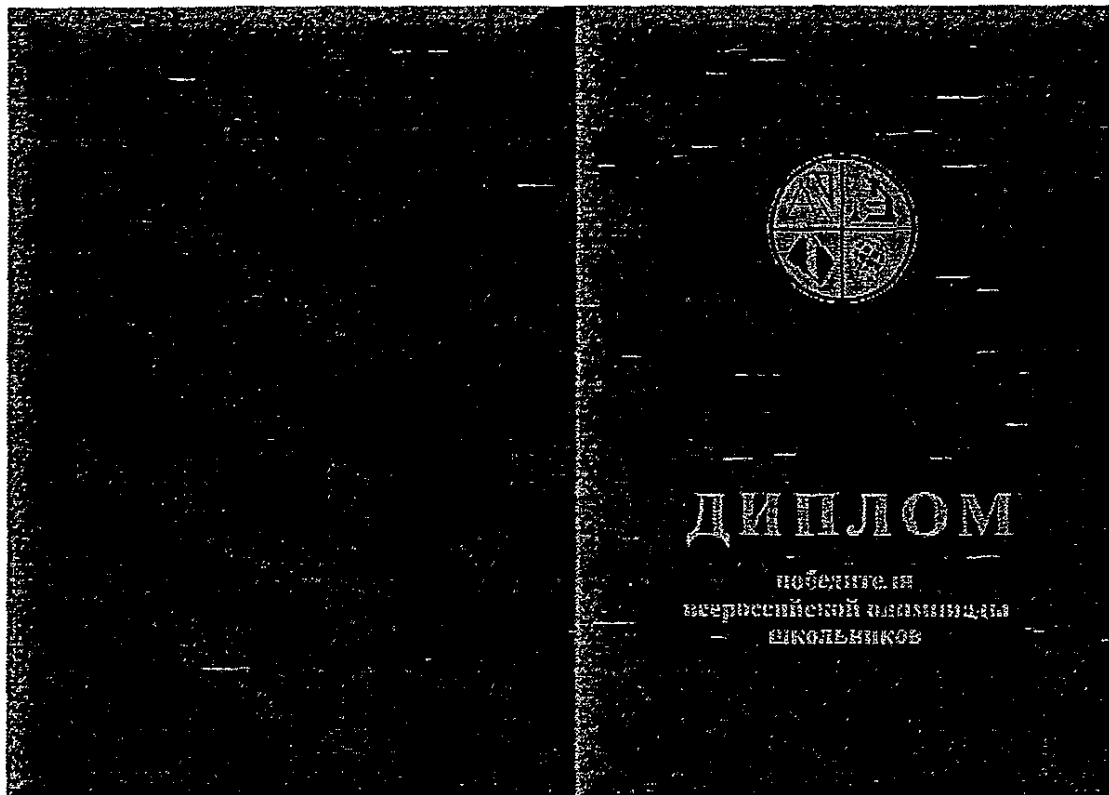 ДИПЛОМ
победителя
всероссийской олимпиады
школьников